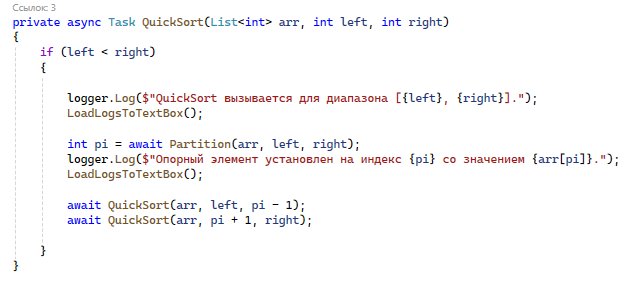 Ссылок: 3
private async Task QuickSort(List<int> arr, int left, int right)
{
if (left < right)
{
logger.Log($"QuickSort вызывается для диапазона [{left}, {right}].");
LoadLogsToTextBox();
int pi = await Partition(arr, left, right);
logger.Log($"Опорный элемент установлен на индекс {pi} со значением {arr[pi]}.");
LoadLogsToTextBox();
await QuickSort(arr, left, pi - 1);
await QuickSort(arr, pi + 1, right);
}
}